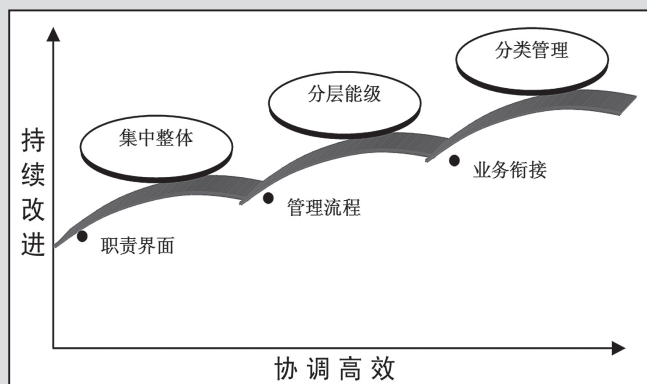 分类管理
分层能级
集中整体
持续改进
业务衔接
管理流程
职责界面
协调高效